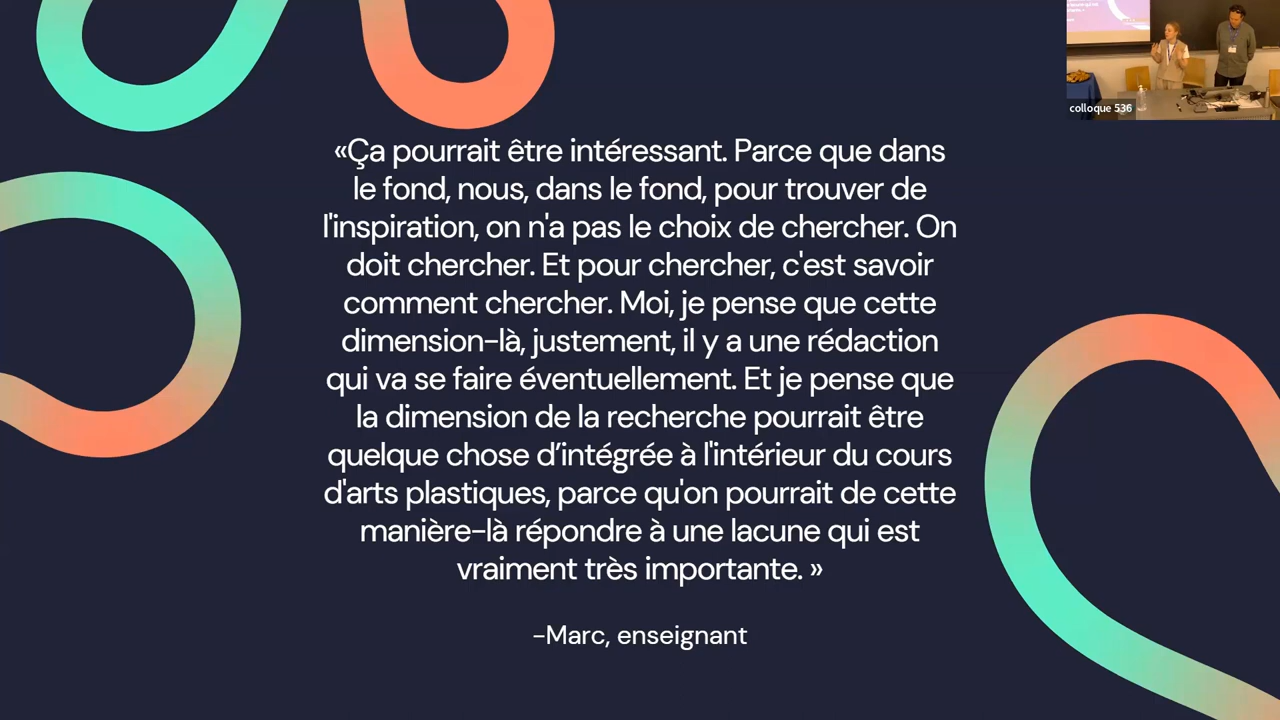 «Ça pourrait être intéressant. Parce que dans
le fond, nous, dans le fond, pour trouver de
l'inspiration, on n'a pas le choix de chercher. On
doit chercher. Et pour chercher, c'est savoir
comment chercher. Moi, je pense que cette
dimension-là, justement, il y a une rédaction
qui va se faire éventuellement. Et je pense que
la dimension de la recherche pourrait être
quelque chose d’intégrée à l'intérieur du cours
d'arts plastiques, parce qu'on pourrait de cette
manière-là répondre à une lacune qui est
vraiment très importante. »
-Marc, enseignant
colloque 536